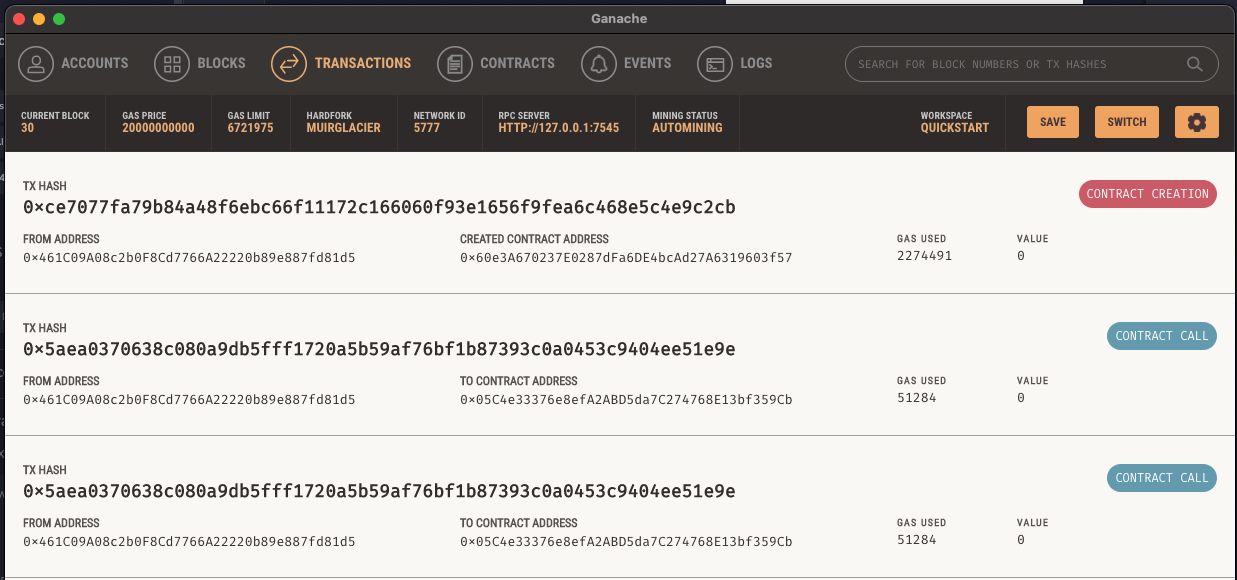 Ganache
ACCOUNTS BLOCKS TRANSACTIONS CONTRACTS EVENTS LOGS SEARCH FOR BLOCK NUMBERS OR TX HASHES
CURRENT BLOCK GAS PRICE GAS LIMIT HARDFORK NETWORK ID RPC SERVER MINING STATUS WORKSPACE
30 20000000000 6721975 MUIRGLACIER 5777 HTTP://127.0.0.1:7545 AUTOMINING QUICKSTART SAVE SWITCH
TX HASH
0×ce7077fa79b84a48f6ebc66f11172c166060f93e1656f9fea6c468e5c4e9c2cb CONTRACT CREATION
FROM ADDRESS CREATED CONTRACT ADDRESS GAS USED VALUE
0×461C09A08c2b0F8Cd7766A22220b89e887fd81d5 0×60e3A670237E0287dFa6DE4bcAd27A6319603f57 2274491 0
TX HASH
0×5aea0370638c080a9db5fff1720a5b59af76bf1b87393c0a0453c9404ee51e9e CONTRACT CALL
FROM ADDRESS TO CONTRACT ADDRESS GAS USED VALUE
0×461C09A08c2b0F8Cd7766A22220b89e887fd81d5 0×05C4e33376e8efA2ABD5da7C274768E13bf359Cb 51284 0
TX HASH
0×5aea0370638c080a9db5fff1720a5b59af76bf1b87393c0a0453c9404ee51e9e CONTRACT CALL
FROM ADDRESS TO CONTRACT ADDRESS GAS USED VALUE
0×461C09A08c2b0F8Cd7766A22220b89e887fd81d5 0×05C4e33376e8efA2ABD5da7C274768E13bf359Cb 51284 0